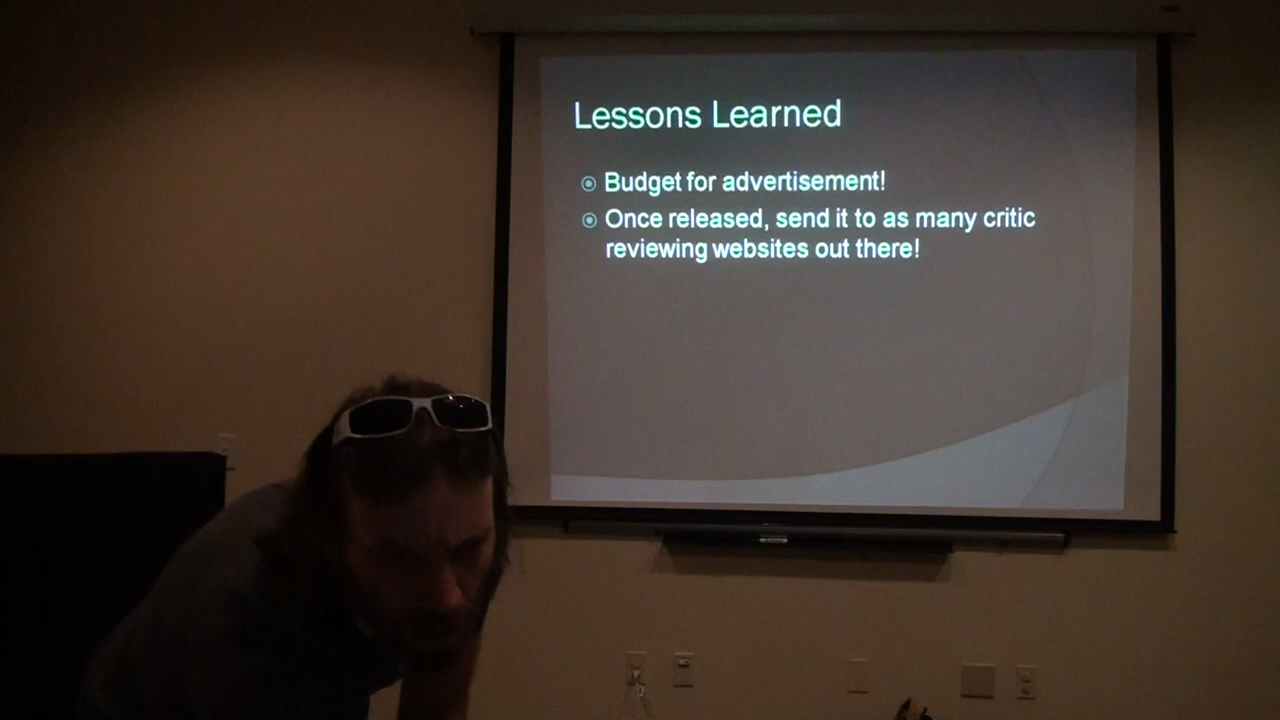 Lessons Learned
Budget for advertisement!
Once released, send it to as many critic
reviewing websites out there!